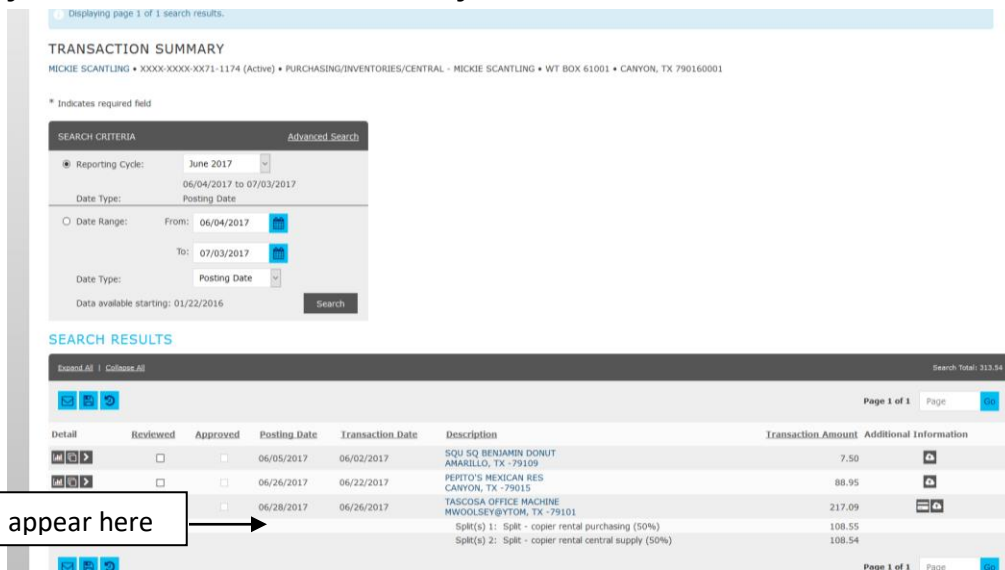 Displaying page 1 of 1 search results.
TRANSACTION SUMMARY
MICKIE SCANTLING • XXXX-XXXX-XX71-1174 (Active) • PURCHASING/INVENTORIES/CENTRAL - MICKIE SCANTLING • WT BOX 61001 • CANYON, TX 790160001
* Indicates required field
SEARCH CRITERIA Advanced Search
Reporting Cycle: June 2017
06/04/2017 to 07/03/2017
Date Type: Posting Date
Date Range: From: 06/04/2017
To: 07/03/2017
Date Type: Posting Date
Data available starting: 01/22/2016 Search
SEARCH RESULTS
Expand All | Collapse All Search Total: 313.54
Page 1 of 1 Page Go
Detail Reviewed Approved Posting Date Transaction Date Description Transaction Amount Additional Information
06/05/2017 06/02/2017 SQU SQ BENJAMIN DONUT 7.50
AMARILLO, TX -79109
06/26/2017 06/22/2017 PEPITO'S MEXICAN RES 88.95
CANYON, TX -79015
06/28/2017 06/26/2017 TASCOSA OFFICE MACHINE 217.09
MWOOLSEY@YTOM, TX -79101
appear here
Split(s) 1: Split - copier rental purchasing (50%) 108.55
Split(s) 2: Split - copier rental central supply (50%) 108.54
Page 1 of 1 Page Go